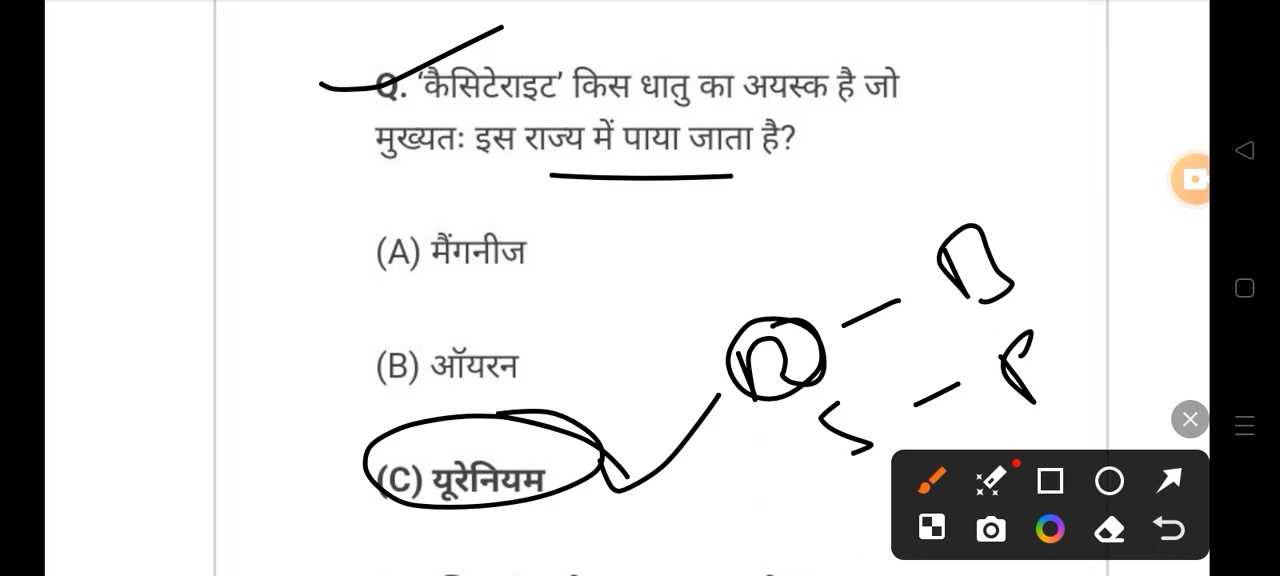 Q. 'कैसिटेराइट' किस धातु का अयस्क है जो
मुख्यतः इस राज्य में पाया जाता है?
(A) मैंगनीज
(B) ऑयरन
(C) यूरेनियम